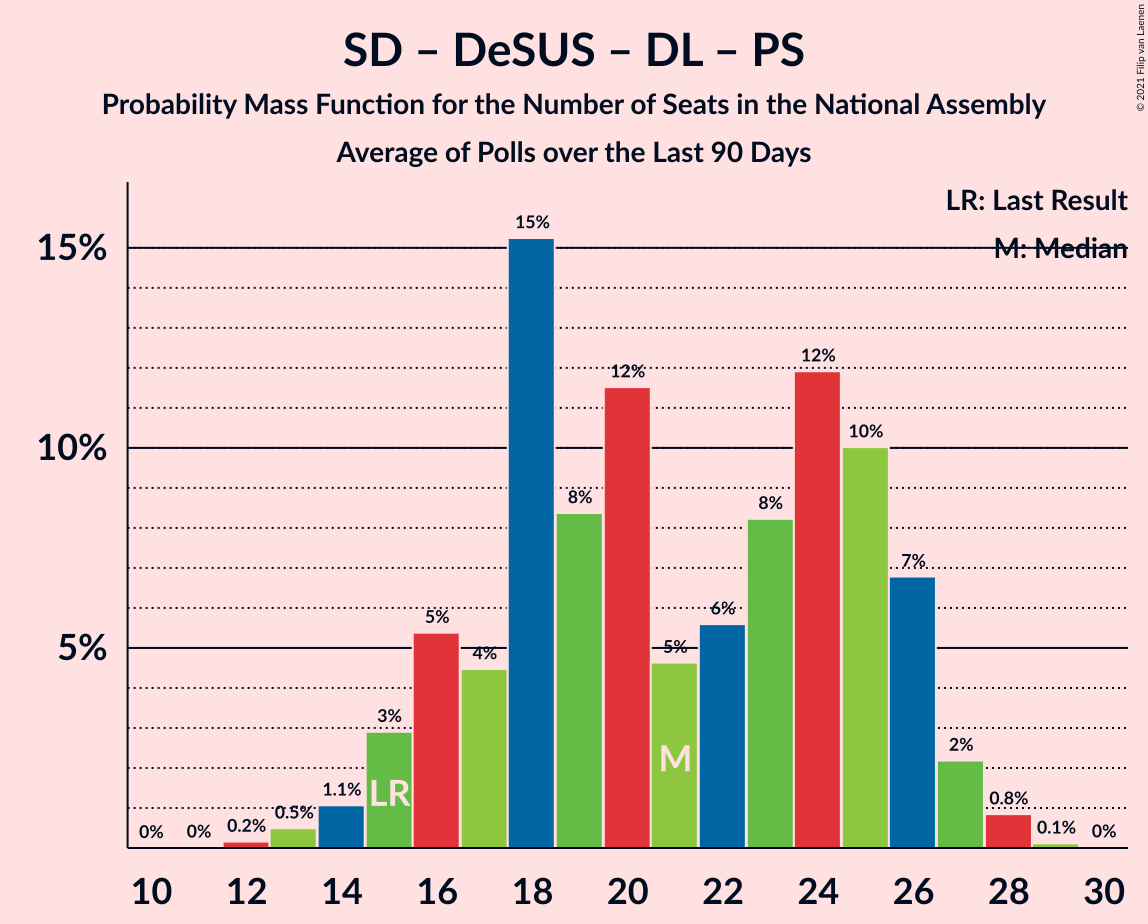 SD – DeSUS – DL – PS
Probability Mass Function for the Number of Seats in the National Assembly
Average of Polls over the Last 90 Days
© 2021 Filip van Laenen
LR: Last Result
M: Median
15%
10%
5%
0%
0%
0.2%
0.5%
1.1%
3%
5%
4%
15%
8%
12%
5%
6%
8%
12%
10%
7%
2%
0.8%
0.1%
0%
LR
M
10 12 14 16 18 20 22 24 26 28 30